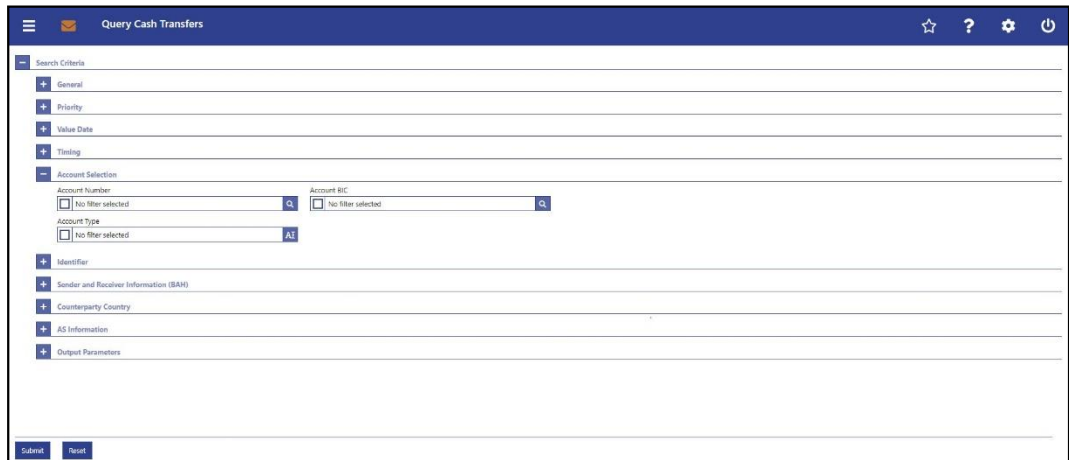 Query Cash Transfers
Search Criteria
General
Priority
Value Date
Timing
Account Selection
Account Number Account BIC
No filter selected No filter selected
Account Type
No filter selected
Identifier
Sender and Receiver Information (BAH)
Counterparty Country
AS Information
Output Parameters
Submit Reset